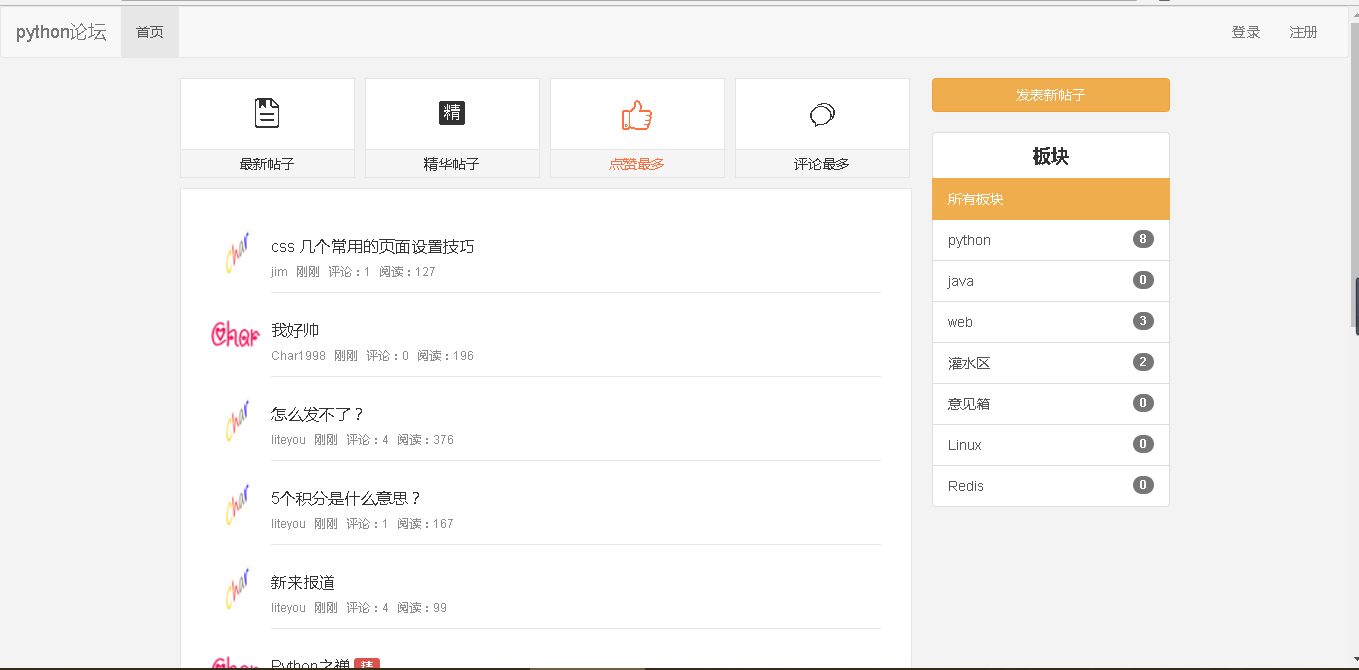 python论坛 首页 登录 注册
精
最新帖子 精华帖子 点赞最多 评论最多
发表新帖子
板块
所有板块
python 8
java 0
web 3
灌水区 2
意见箱 0
Linux 0
Redis 0
Char
css 几个常用的页面设置技巧
jim 刚刚 评论：1 阅读：127
Char
我好帅
Char1998 刚刚 评论：0 阅读：196
Char
怎么发不了？
liteyou 刚刚 评论：4 阅读：376
Char
5个积分是什么意思？
liteyou 刚刚 评论：1 阅读：167
Char
新来报道
liteyou 刚刚 评论：4 阅读：99
Char
Python之禅 精